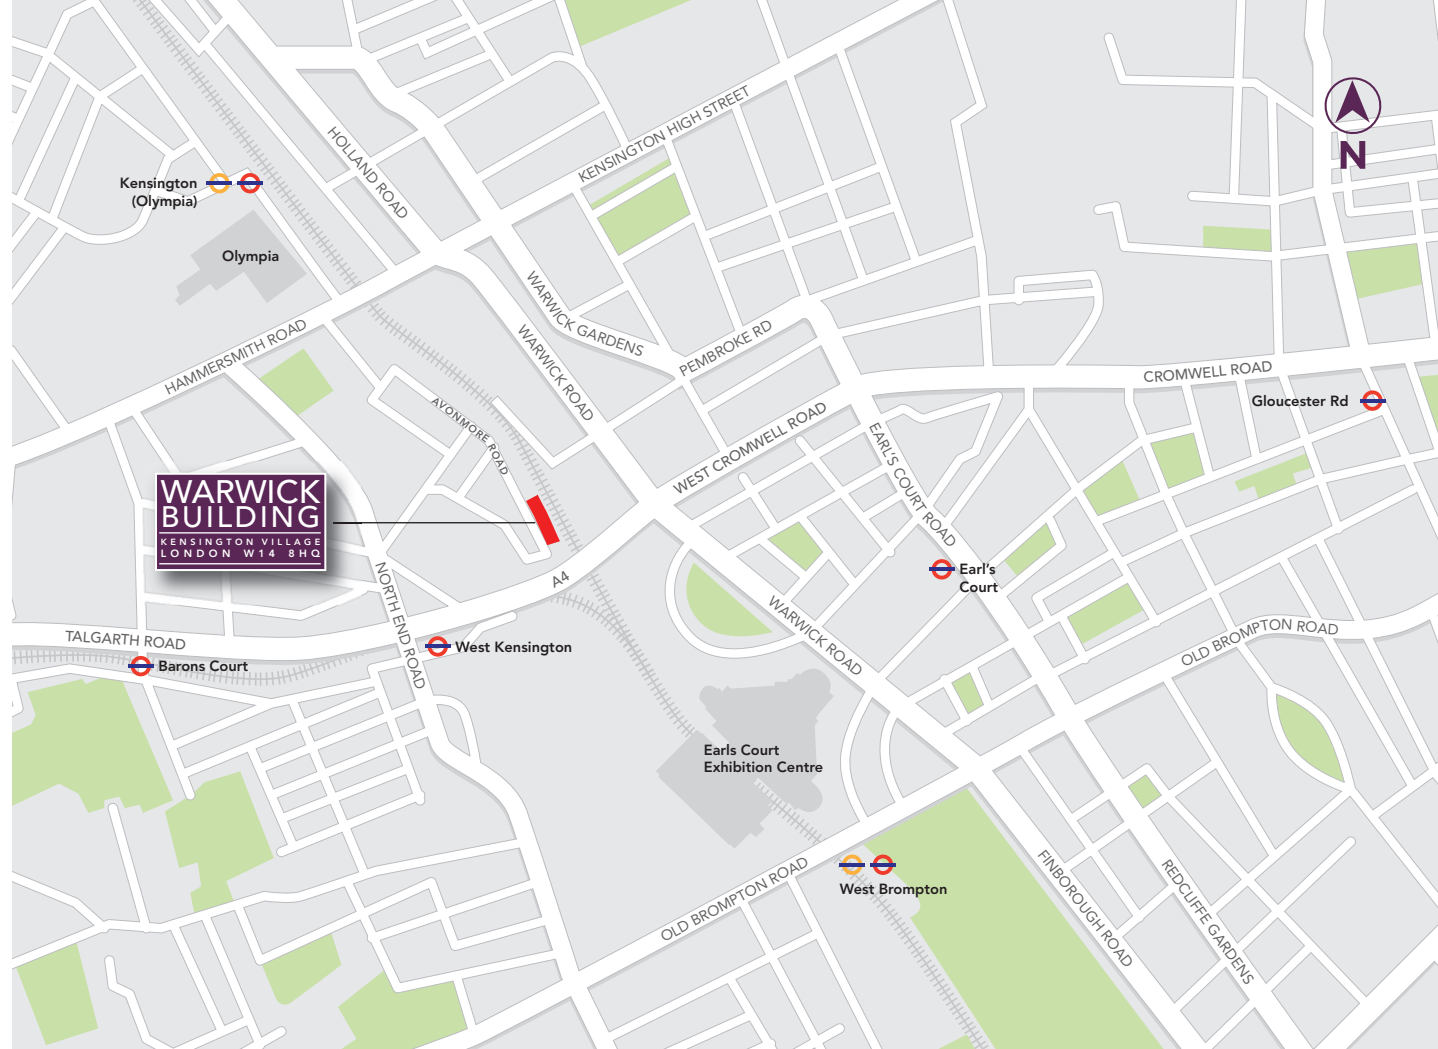 HOLLAND ROAD
KENSINGTON HIGH STREET
N
Kensington
(Olympia)
Olympia
WARWICK GARDENS
WARWICK ROAD
PEMBROKE RD
HAMMERSMITH ROAD
CROMWELL ROAD
Gloucester Rd
AVONMORE ROAD
WEST CROMWELL ROAD
EARL'S COURT ROAD
WARWICK
BUILDING
KENSINGTON VILLAGE
LONDON W14 8HQ
A4
NORTH END ROAD
Earl's
Court
WARWICK ROAD
TALGARTH ROAD
West Kensington
Barons Court
OLD BROMPTON ROAD
Earls Court
Exhibition Centre
West Brompton
OLD BROMPTON ROAD
FINBOROUGH ROAD
REDCLIFFE GARDENS